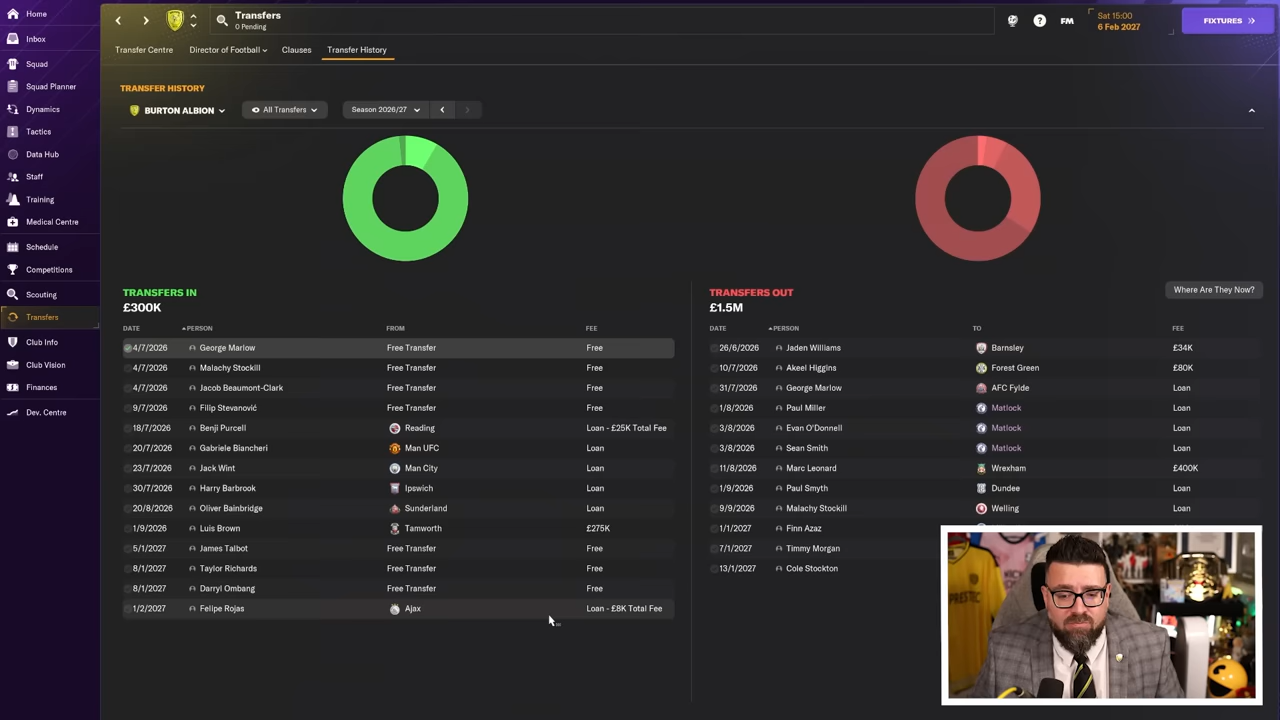 Home
Inbox
Squad
Squad Planner
Dynamics
Tactics
Data Hub
Staff
Training
Medical Centre
Schedule
Competitions
Scouting
Transfers
Club Info
Club Vision
Finances
Dev. Centre
Transfers
0 Pending
FM
Sat 15:00
6 Feb 2027
FIXTURES
Transfer Centre Director of Football Clauses Transfer History
TRANSFER HISTORY
BURTON ALBION All Transfers Season 2026/27
TRANSFERS IN
£300K
DATE PERSON FROM FEE
4/7/2026 George Marlow Free Transfer Free
4/7/2026 Malachy Stockill Free Transfer Free
4/7/2026 Jacob Beaumont-Clark Free Transfer Free
9/7/2026 Filip Stevanović Free Transfer Free
18/7/2026 Benji Purcell Reading Loan - £25K Total Fee
20/7/2026 Gabriele Biancheri Man UFC Loan
23/7/2026 Jack Wint Man City Loan
30/7/2026 Harry Barbrook Ipswich Loan
20/8/2026 Oliver Bainbridge Sunderland Loan
1/9/2026 Luis Brown Tamworth £275K
5/1/2027 James Talbot Free Transfer Free
8/1/2027 Taylor Richards Free Transfer Free
8/1/2027 Darryl Ombang Free Transfer Free
1/2/2027 Felipe Rojas Ajax Loan - £8K Total Fee
TRANSFERS OUT
£1.5M
Where Are They Now?
DATE PERSON TO FEE
26/6/2026 Jaden Williams Barnsley £34K
10/7/2026 Akeel Higgins Forest Green £80K
31/7/2026 George Marlow AFC Fylde Loan
1/8/2026 Paul Miller Matlock Loan
3/8/2026 Evan O'Donnell Matlock Loan
3/8/2026 Sean Smith Matlock Loan
11/8/2026 Marc Leonard Wrexham £400K
1/9/2026 Paul Smyth Dundee Loan
9/9/2026 Malachy Stockill Welling Loan
1/1/2027 Finn Azaz
7/1/2027 Timmy Morgan
13/1/2027 Cole Stockton